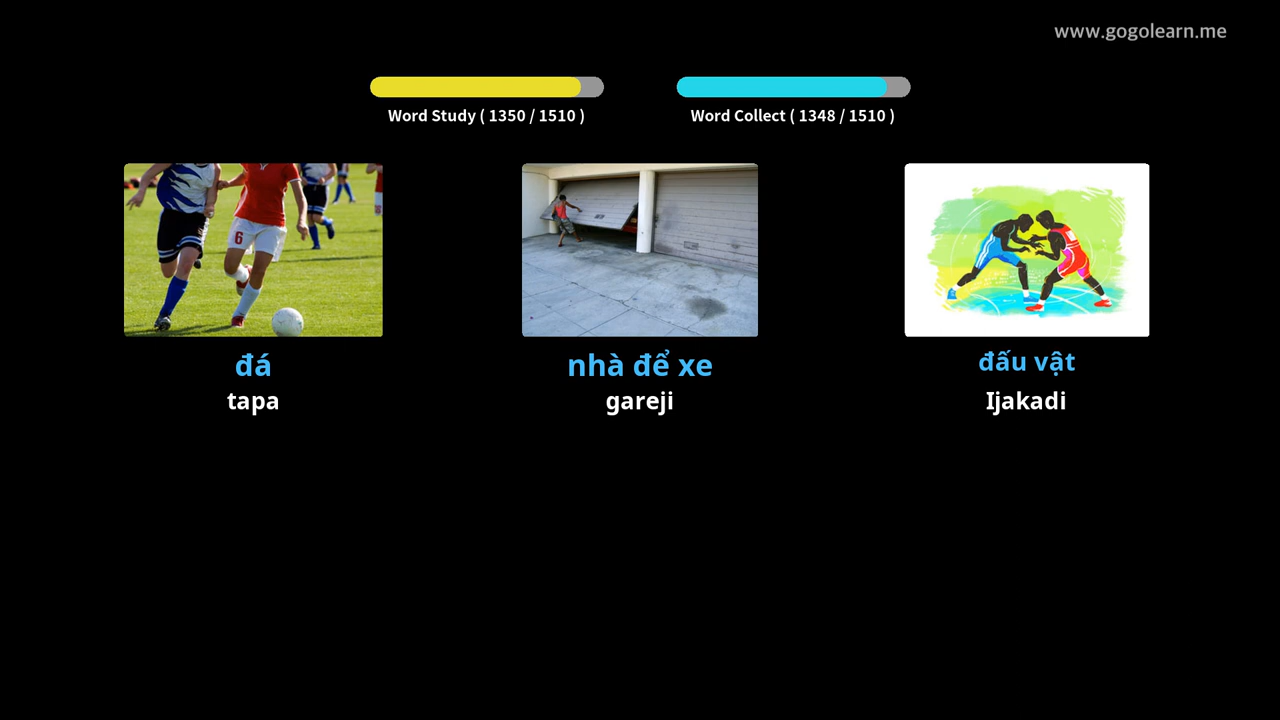 www.gogolearn.me
Word Study ( 1350 / 1510 )
Word Collect ( 1348 / 1510 )
6
đá
tapa
nhà để xe
gareji
đấu vật
Ijakadi